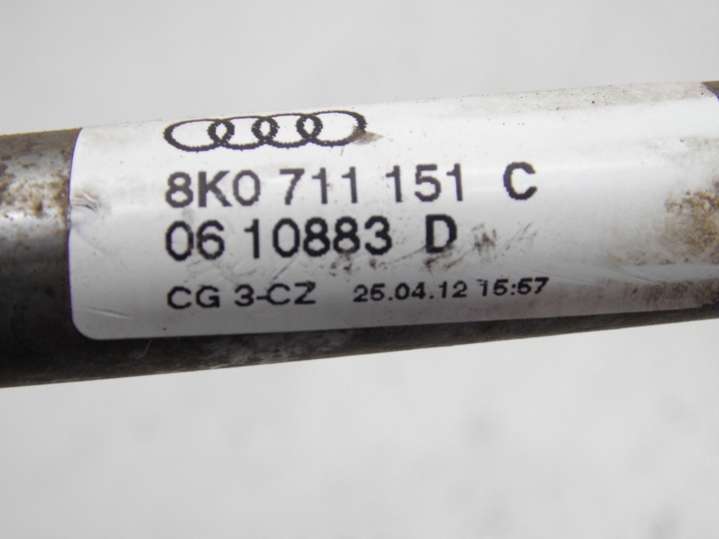 8K0 711 151 C
06 10883 D
CG 3-CZ 25.04.12 15:57